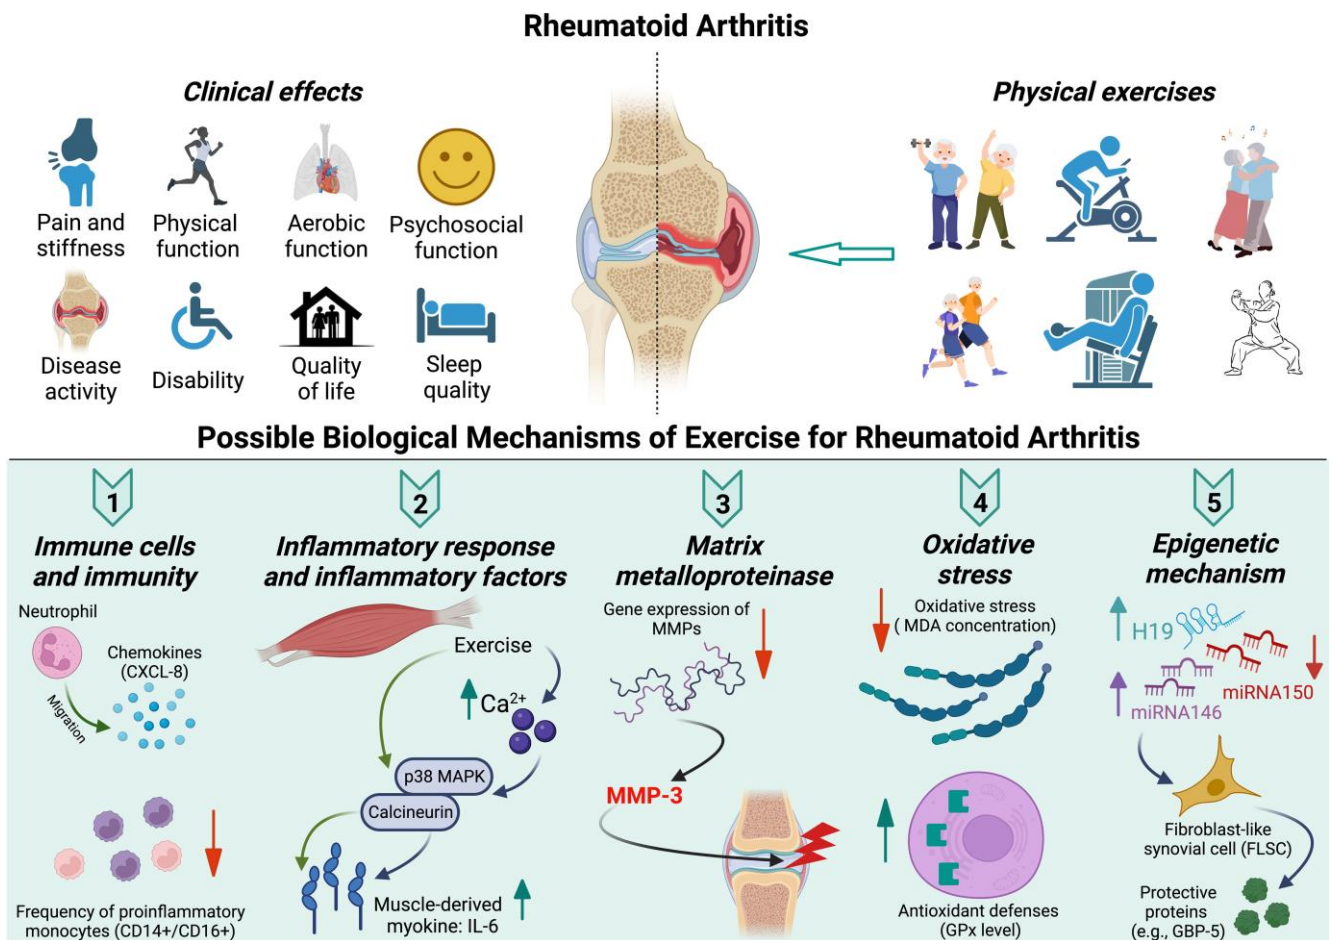 Rheumatoid Arthritis
Clinical effects
Physical exercises
Pain and
stiffness
Physical
function
Aerobic
function
Psychosocial
function
Disease
activity
Disability
Quality
of life
Sleep
quality
Possible Biological Mechanisms of Exercise for Rheumatoid Arthritis
1
Immune cells
and immunity
Neutrophil
Chemokines
(CXCL-8)
Migration
Frequency of proinflammatory
monocytes (CD14+/CD16+)
2
Inflammatory response
and inflammatory factors
Exercise
Ca2+
p38 MAPK
Calcineurin
Muscle-derived
myokine: IL-6
3
Matrix
metalloproteinase
Gene expression of
MMPs
MMP-3
4
Oxidative
stress
Oxidative stress
( MDA concentration)
Antioxidant defenses
(GPx level)
5
Epigenetic
mechanism
H19
miRNA150
miRNA146
Fibroblast-like
synovial cell (FLSC)
Protective
proteins
(e.g., GBP-5)